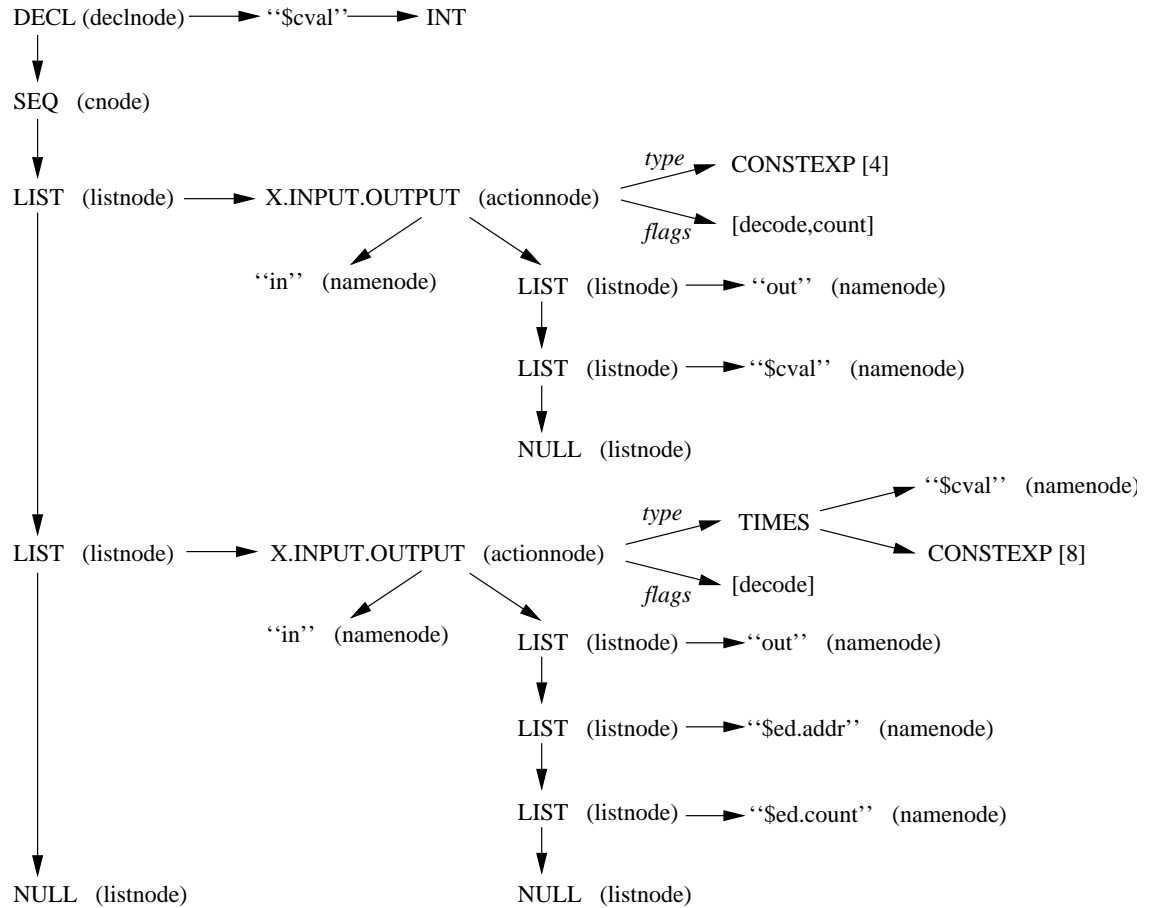 DECL (declnode) ‘‘$cval’’ INT
SEQ (cnode)
type CONSTEXP [4]
LIST (listnode) X.INPUT.OUTPUT (actionnode)
flags [decode,count]
‘‘in’’ (namenode) LIST (listnode) ‘‘out’’ (namenode)
LIST (listnode) ‘‘$cval’’ (namenode)
NULL (listnode)
‘‘$cval’’ (namenode)
type TIMES
LIST (listnode) X.INPUT.OUTPUT (actionnode) CONSTEXP [8]
flags [decode]
‘‘in’’ (namenode) LIST (listnode) ‘‘out’’ (namenode)
LIST (listnode) ‘‘$ed.addr’’ (namenode)
LIST (listnode) ‘‘$ed.count’’ (namenode)
NULL (listnode) NULL (listnode)